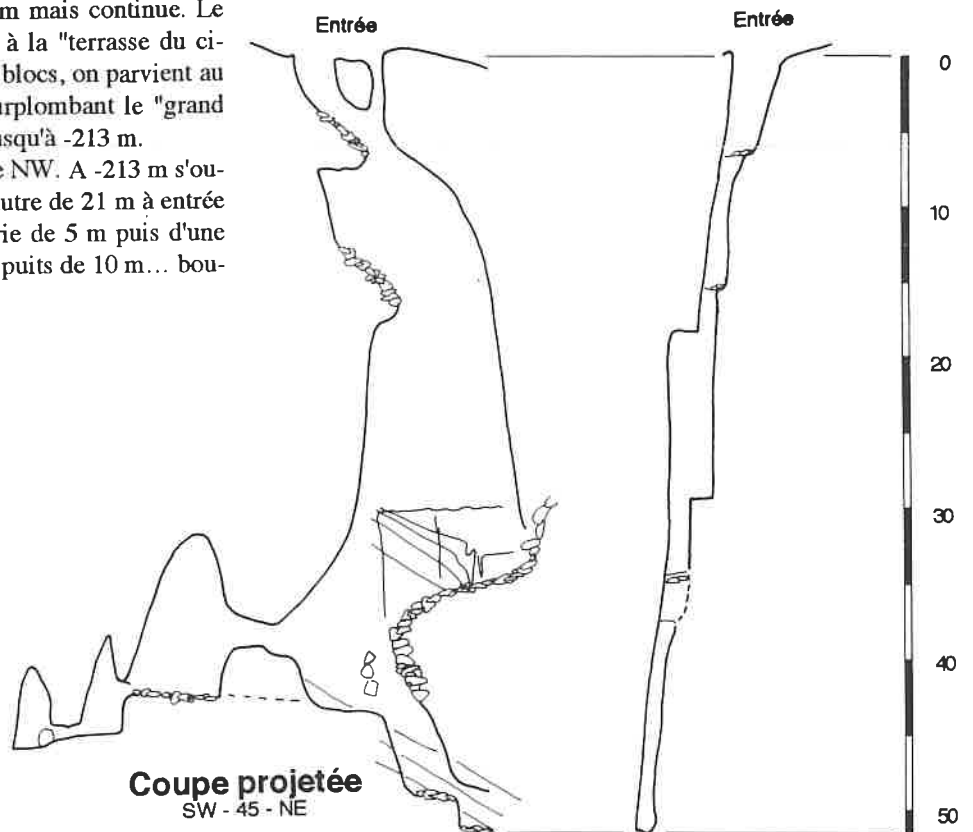 m mais continue. Le
à la "terrasse du ci-
blocs, on parvient au
urplombant le "grand
usqu'à -213 m.
e NW. A -213 m s'ou-
utre de 21 m à entrée
rie de 5 m puis d'une
puits de 10 m... bou-
Entrée
Entrée
0
10
20
30
40
50
Coupe projetée
SW - 45 - NE